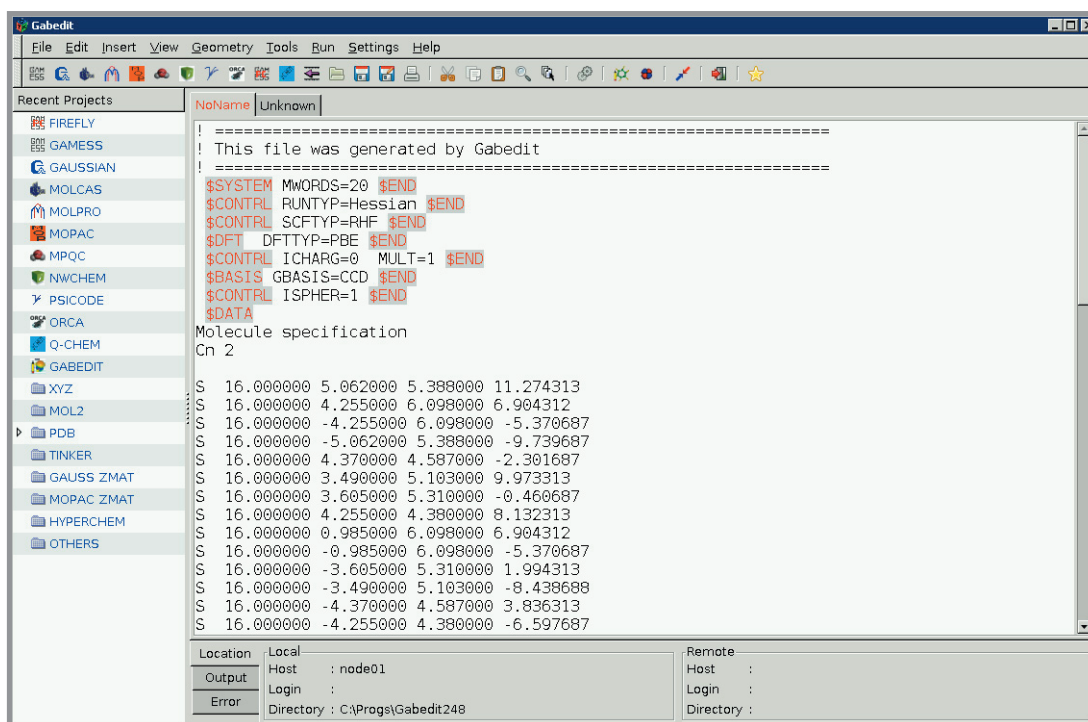 Gabedit
File Edit Insert View Geometry Tools Run Settings Help
Recent Projects
FIREFLY
GAMESS
GAUSSIAN
MOLCAS
MOLPRO
MOPAC
MPQC
NWCHEM
PSICODE
ORCA
Q-CHEM
GABEDIT
XYZ
MOL2
PDB
TINKER
GAUSS ZMAT
MOPAC ZMAT
HYPERCHEM
OTHERS
NoName Unknown
! ================================================================
! This file was generated by Gabedit
! ================================================================
$SYSTEM MWORDS=20 $END
$CONTRL RUNTYP=Hessian $END
$CONTRL SCFTYP=RHF $END
$DFT DFTTYP=PBE $END
$CONTRL ICHARG=0 MULT=1 $END
$BASIS GBASIS=CCD $END
$CONTRL ISPHER=1 $END
$DATA
Molecule specification
Cn 2
S 16.000000 5.062000 5.388000 11.274313
S 16.000000 4.255000 6.098000 6.904312
S 16.000000 -4.255000 6.098000 -5.370687
S 16.000000 -5.062000 5.388000 -9.739687
S 16.000000 4.370000 4.587000 -2.301687
S 16.000000 3.490000 5.103000 9.973313
S 16.000000 3.605000 5.310000 -0.460687
S 16.000000 4.255000 4.380000 8.132313
S 16.000000 0.985000 6.098000 6.904312
S 16.000000 -0.985000 6.098000 -5.370687
S 16.000000 -3.605000 5.310000 1.994313
S 16.000000 -3.490000 5.103000 -8.438688
S 16.000000 -4.370000 4.587000 3.836313
S 16.000000 -4.255000 4.380000 -6.597687
Location
Output
Error
Local
Host : node01
Login :
Directory : C:\Progs\Gabedit248
Remote
Host :
Login :
Directory :